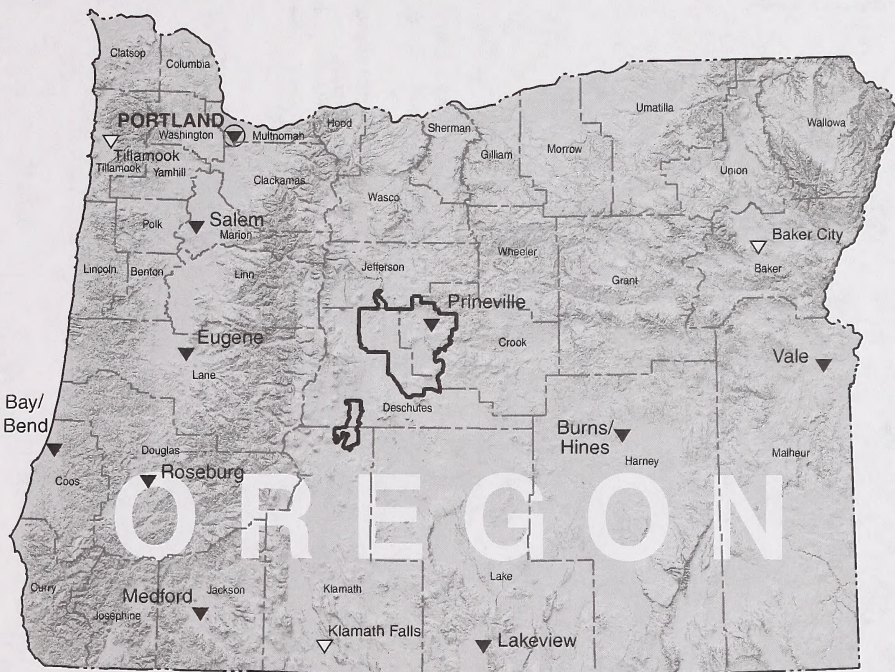 Clatsop
Columbia
PORTLAND
Washington
Multnomah
Hood
Sherman
Gilliam
Morrow
Umatilla
Wallowa
Tillamook
Tillamook
Yamhill
Clackamas
Wasco
Union
Polk
Salem
Marion
Baker City
Baker
Lincoln
Benton
Linn
Jefferson
Wheeler
Grant
Prineville
Eugene
Lane
Crook
Vale
Bay/
Bend
Deschutes
Burns/
Hines
Harney
Malheur
Douglas
Coos
Roseburg
OREGON
Curry
Medford
Jackson
Josephine
Klamath
Lake
Klamath Falls
Lakeview